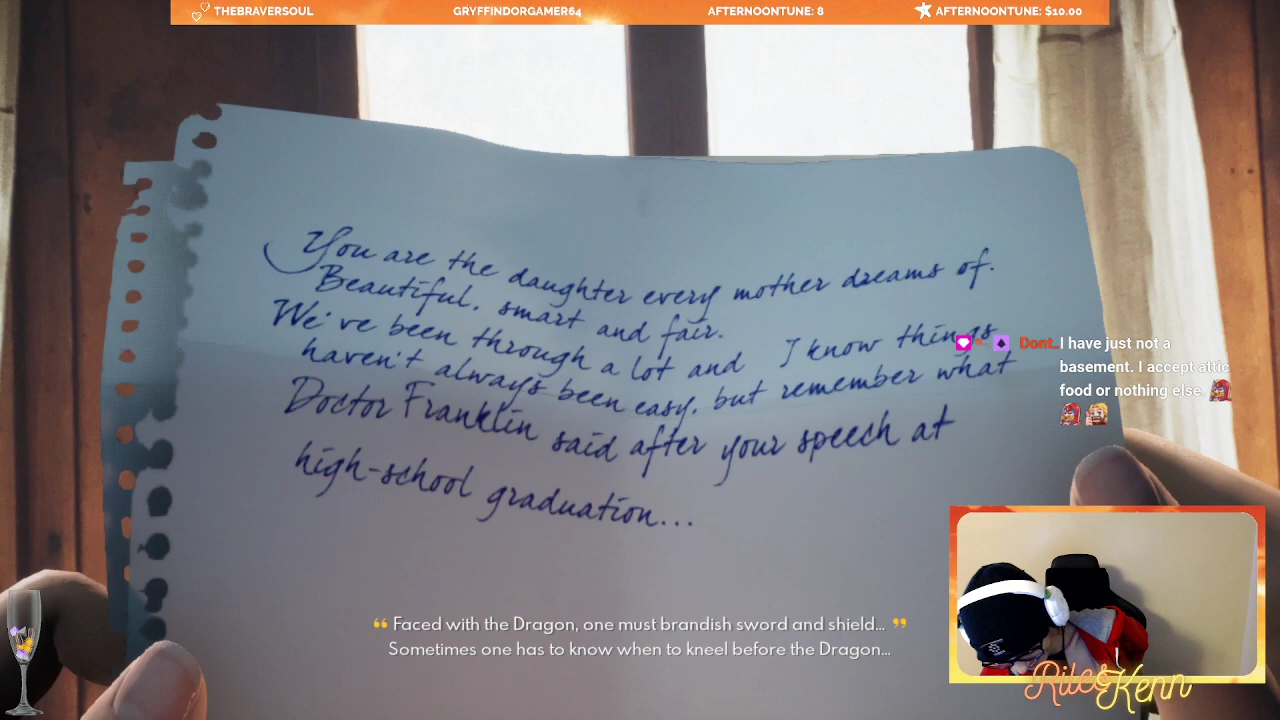 THEBRAVERSOUL
GRYFFINDORGAMER64
AFTERNOONTUNE: 8
AFTERNOONTUNE: $10.00
You are the daughter every mother dreams of.
Beautiful, smart and fair.
We've been through a lot and I know things
haven't always been easy, but remember what
Doctor Franklin said after your speech at
high-school graduation...
Dont..I have just not a
basement. I accept attic
food or nothing else
“ Faced with the Dragon, one must brandish sword and shield... ”
Sometimes one has to know when to kneel before the Dragon...
Riles&Kenn